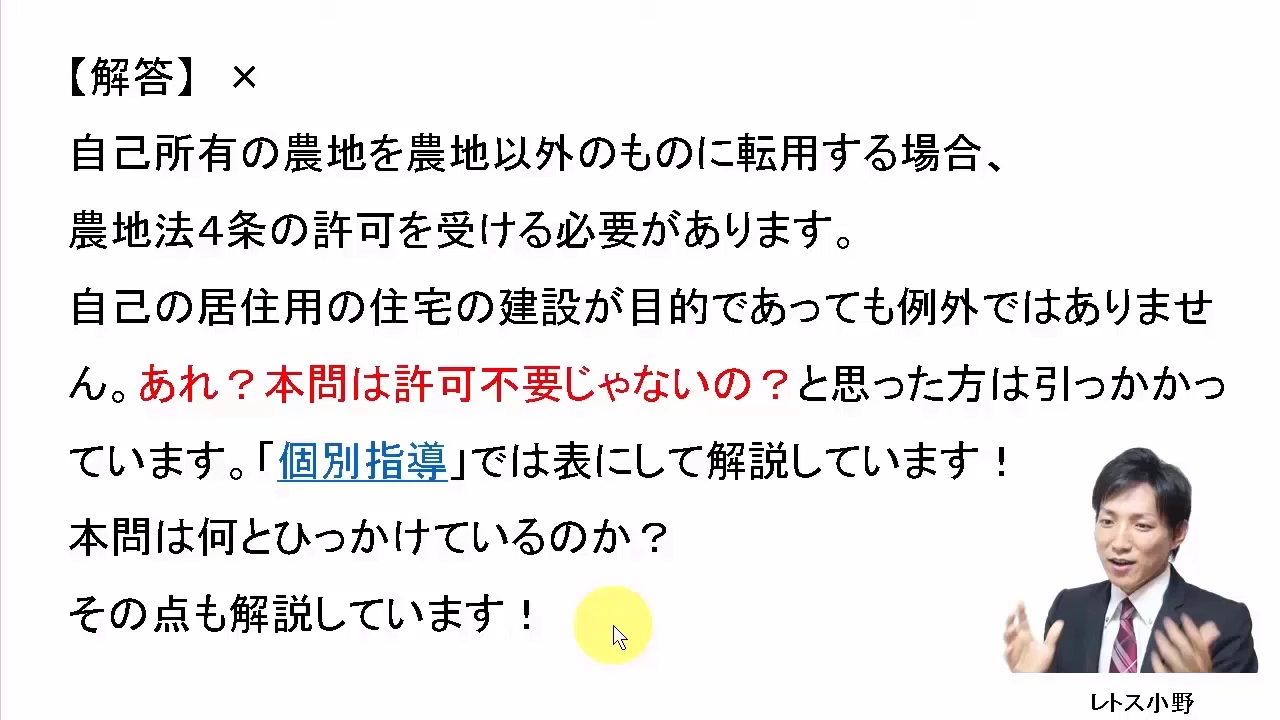 【解答】 ×
自己所有の農地を農地以外のものに転用する場合、
農地法４条の許可を受ける必要があります。
自己の居住用の住宅の建設が目的であっても例外ではありませ
ん。あれ？本問は許可不要じゃないの？と思った方は引っかかっ
ています。「個別指導」では表にして解説しています！
本問は何とひっかけているのか？
その点も解説しています！
レトス小野